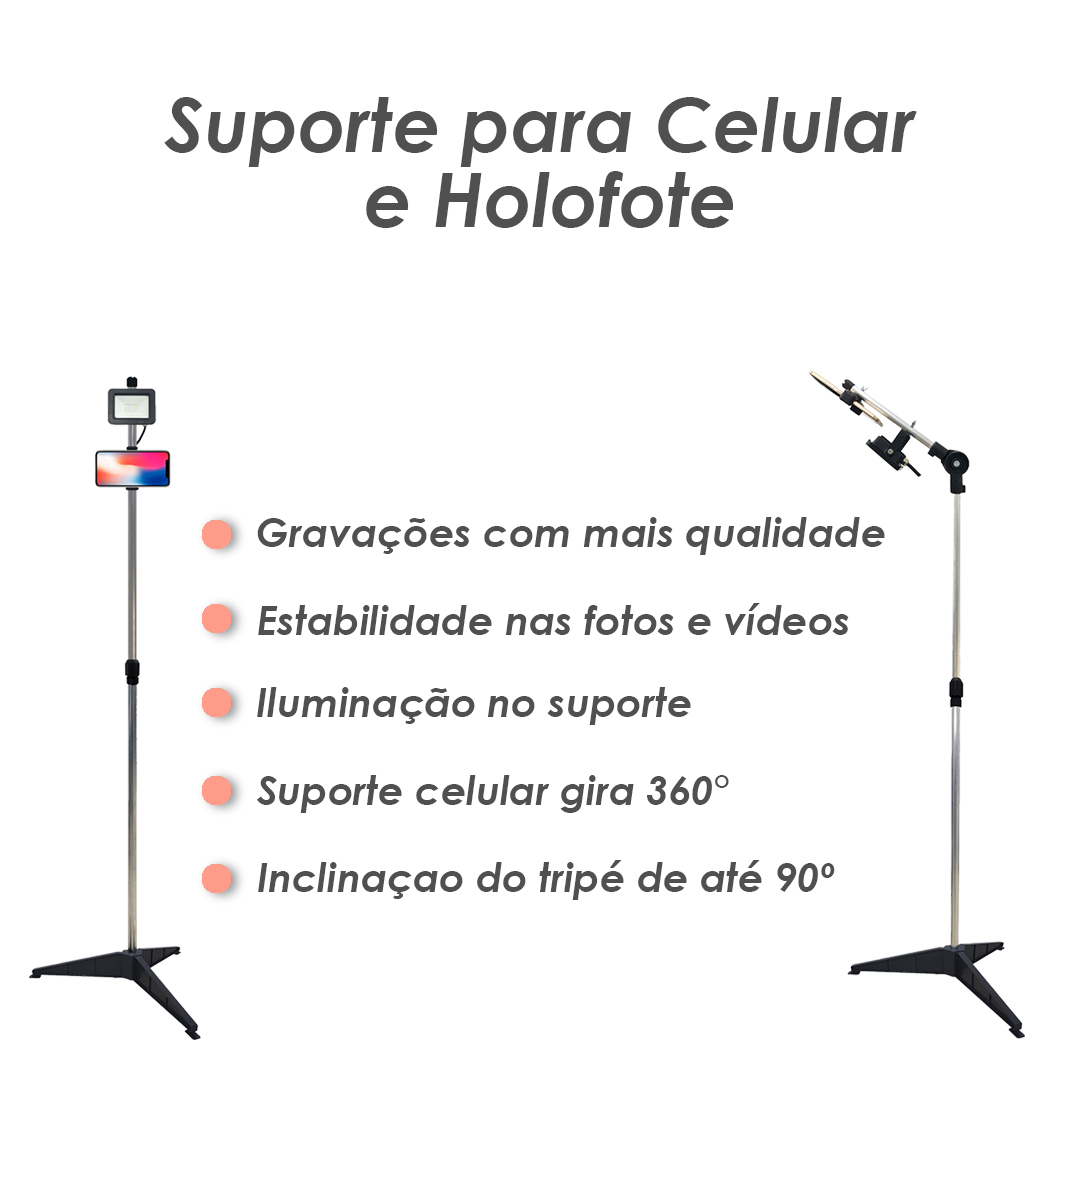 Suporte para Celular
e Holofote
Gravações com mais qualidade
Estabilidade nas fotos e vídeos
Iluminação no suporte
Suporte celular gira 360°
Inclinaçao do tripé de até 90º